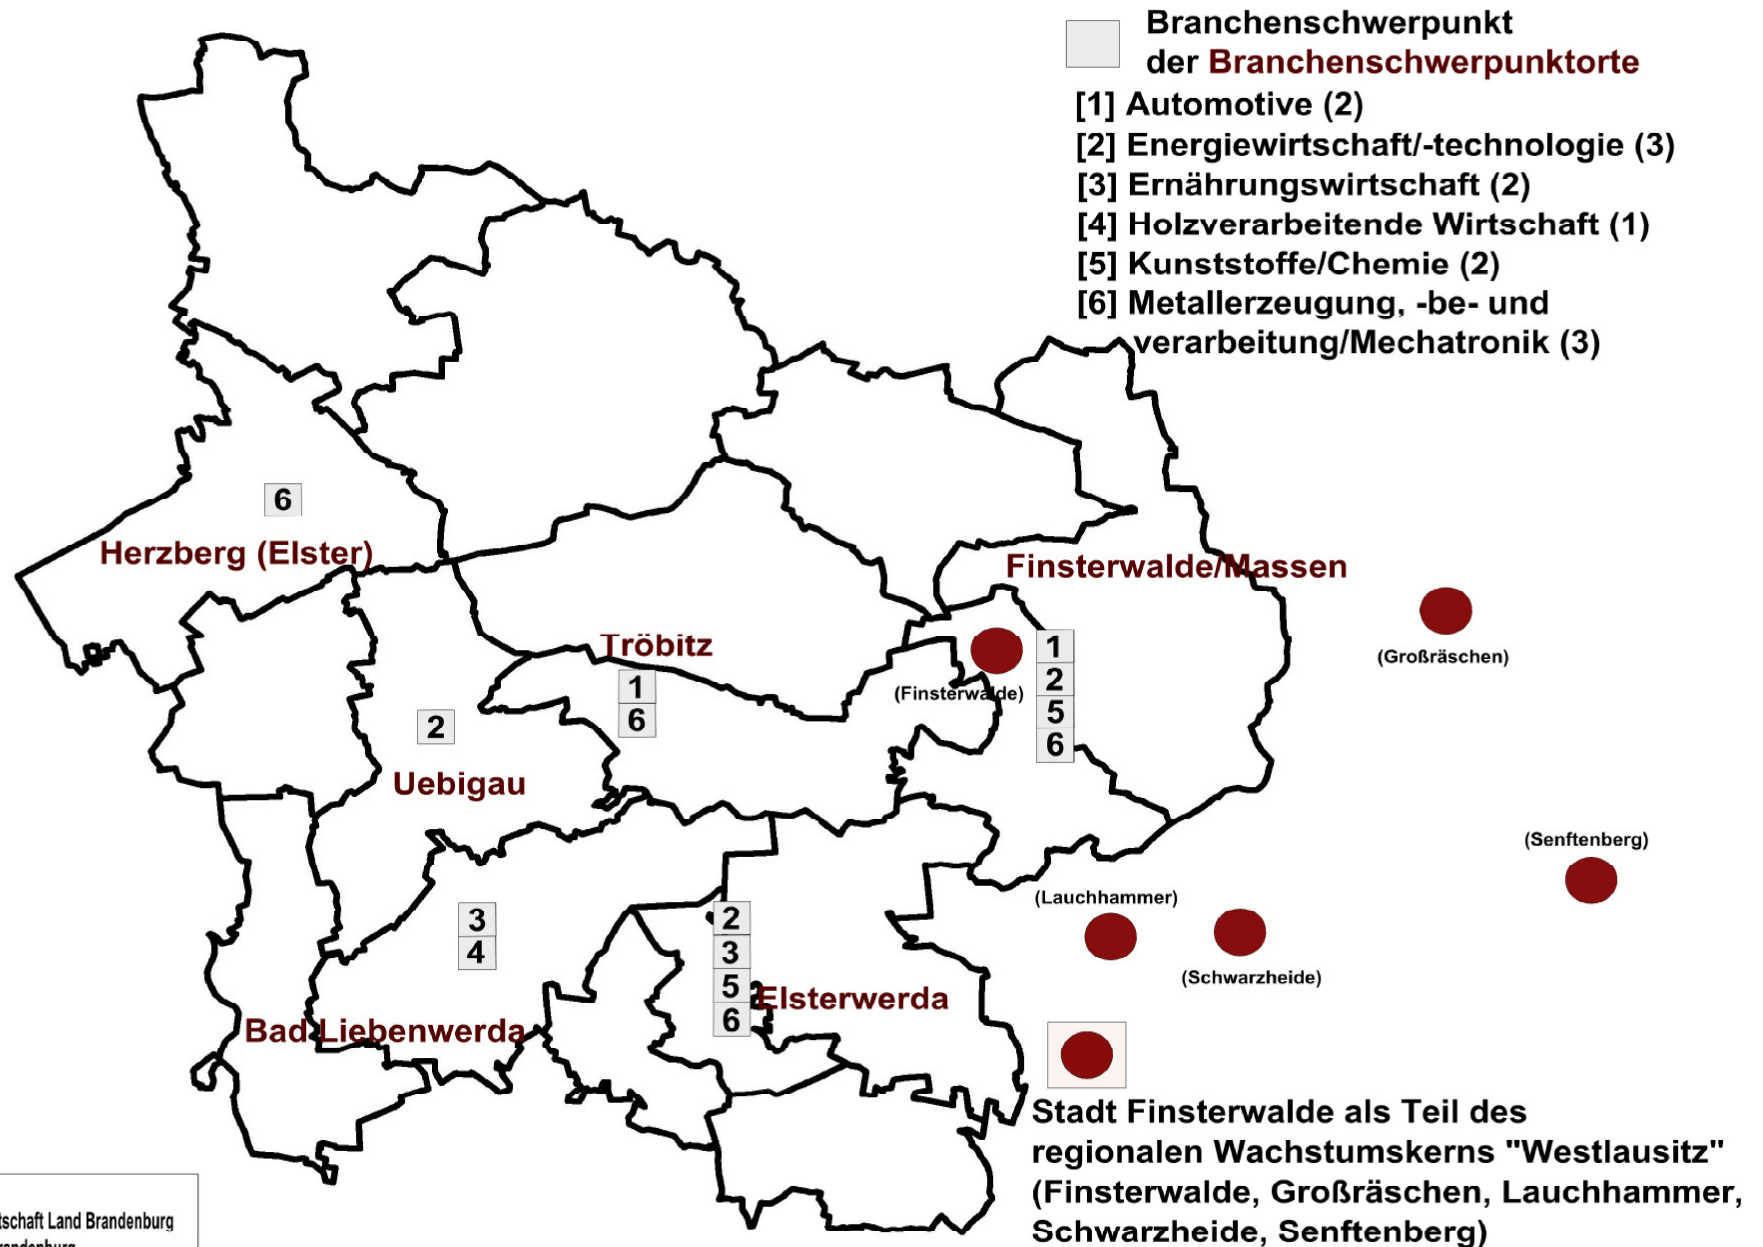 Branchenschwerpunkt
der Branchenschwerpunktorte
[1] Automotive (2)
[2] Energiewirtschaft/-technologie (3)
[3] Ernährungswirtschaft (2)
[4] Holzverarbeitende Wirtschaft (1)
[5] Kunststoffe/Chemie (2)
[6] Metallerzeugung, -be- und
verarbeitung/Mechatronik (3)
6
Herzberg (Elster)
Finsterwalde/Massen
Tröbitz
1
6
(Finsterwalde)
1
2
5
6
(Großräschen)
2
Uebigau
(Senftenberg)
(Lauchhammer)
(Schwarzheide)
3
4
Bad Liebenwerda
2
3
5
6
Elsterwerda
Stadt Finsterwalde als Teil des
regionalen Wachstumskerns "Westlausitz"
(Finsterwalde, Großräschen, Lauchhammer,
Schwarzheide, Senftenberg)
tschaft Land Brandenburg